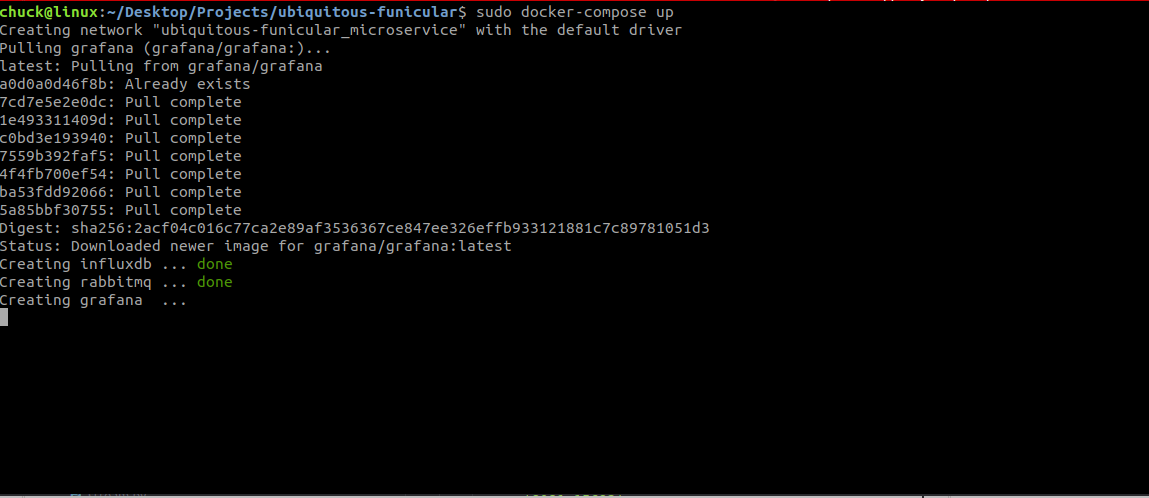 chuck@linux:~/Desktop/Projects/ubiquitous-funicular$ sudo docker-compose up
Creating network "ubiquitous-funicular_microservice" with the default driver
Pulling grafana (grafana/grafana:)...
latest: Pulling from grafana/grafana
a0d0a0d46f8b: Already exists
7cd7e5e2e0dc: Pull complete
1e493311409d: Pull complete
c0bd3e193940: Pull complete
7559b392faf5: Pull complete
4f4fb700ef54: Pull complete
ba53fdd92066: Pull complete
5a85bbf30755: Pull complete
Digest: sha256:2acf04c016c77ca2e89af3536367ce847ee326effb933121881c7c89781051d3
Status: Downloaded newer image for grafana/grafana:latest
Creating influxdb ... done
Creating rabbitmq ... done
Creating grafana  ...